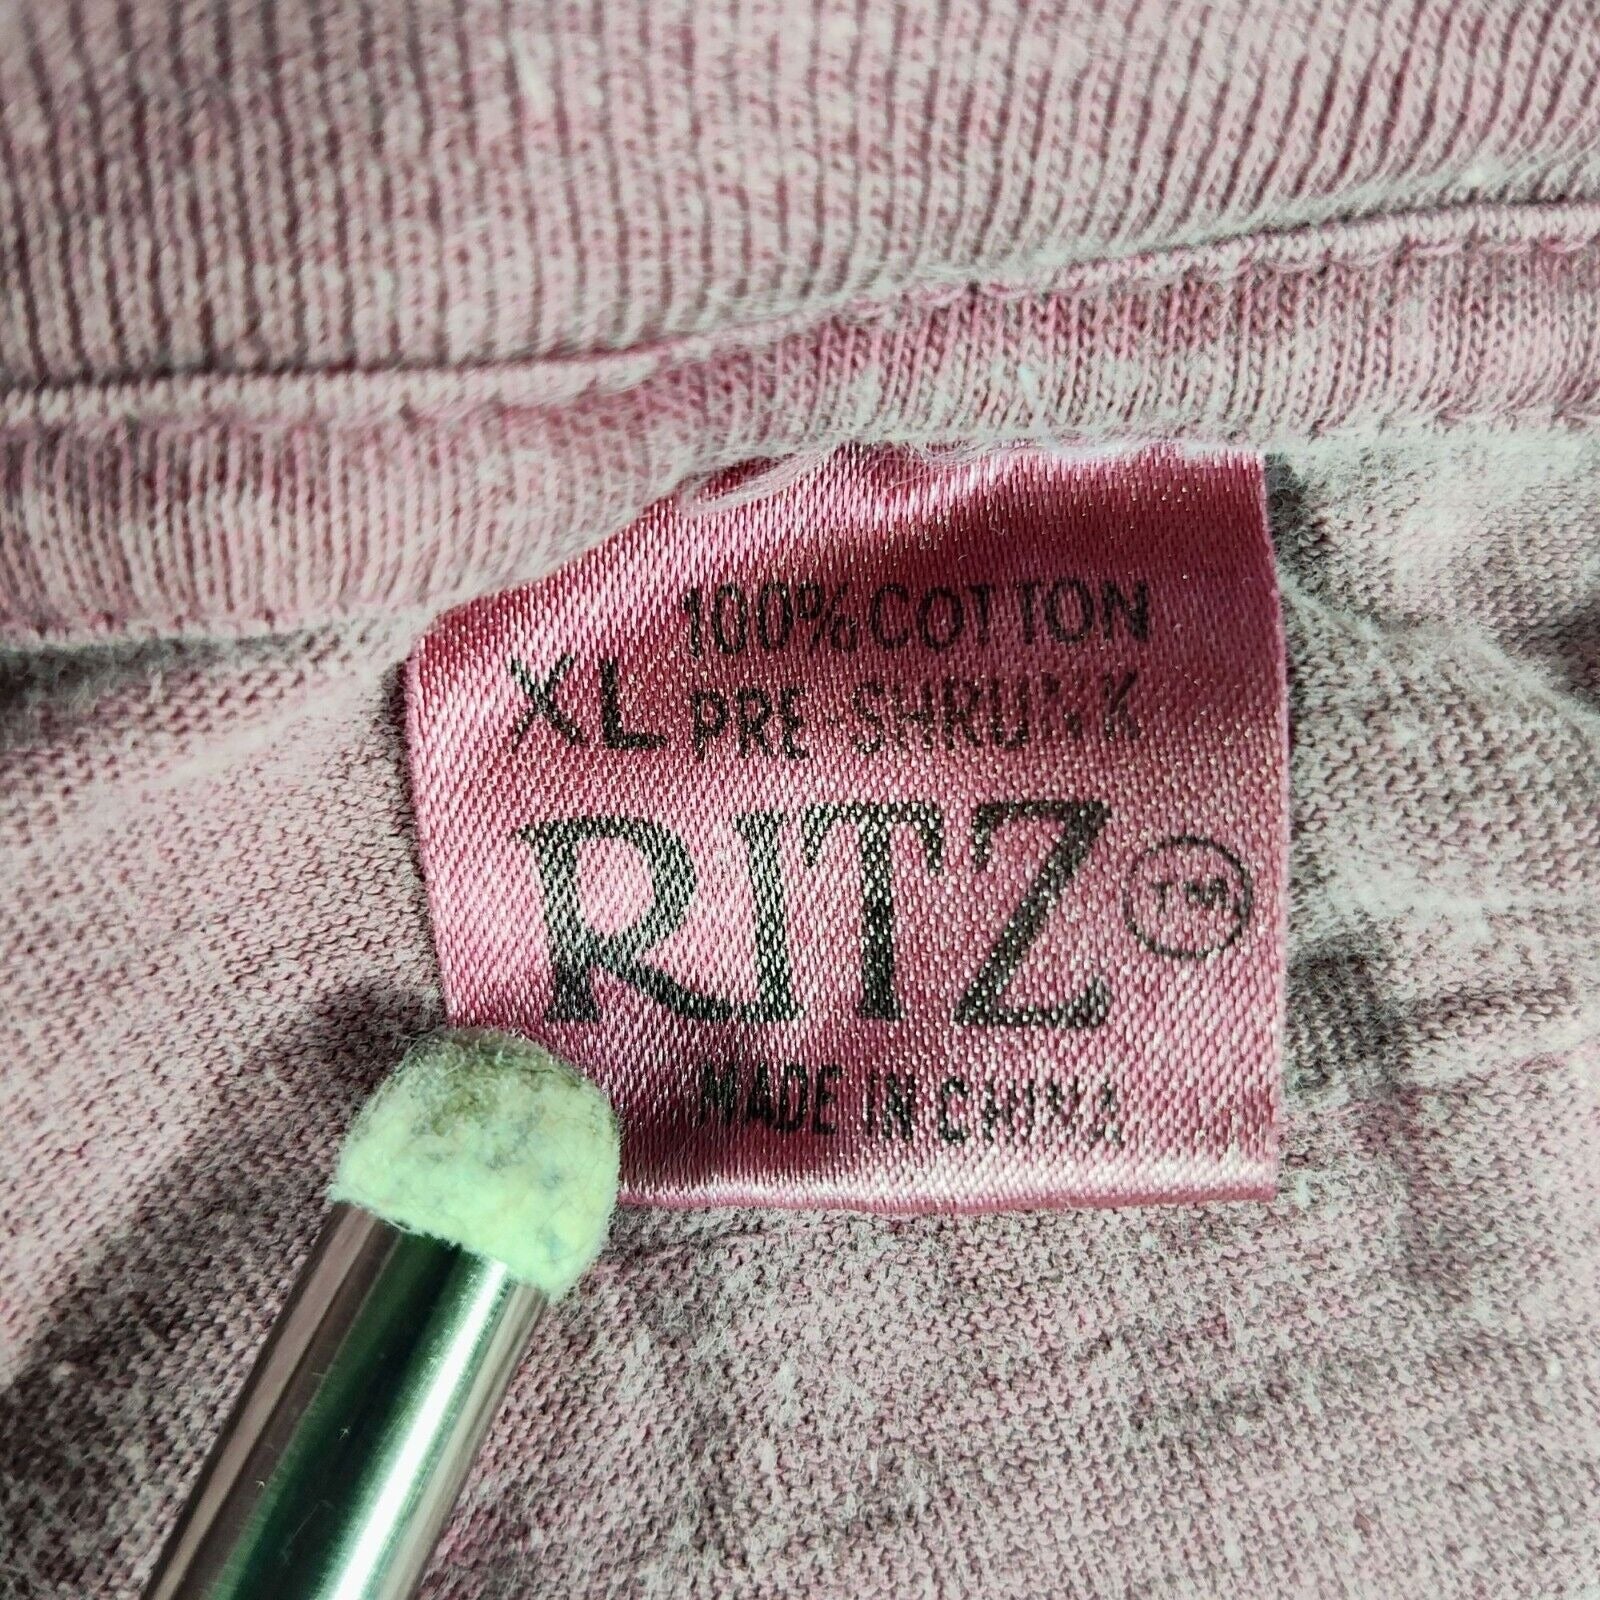 100% COTTON
XL PRE-SHRUNK
RITZ TM
MADE IN CHINA